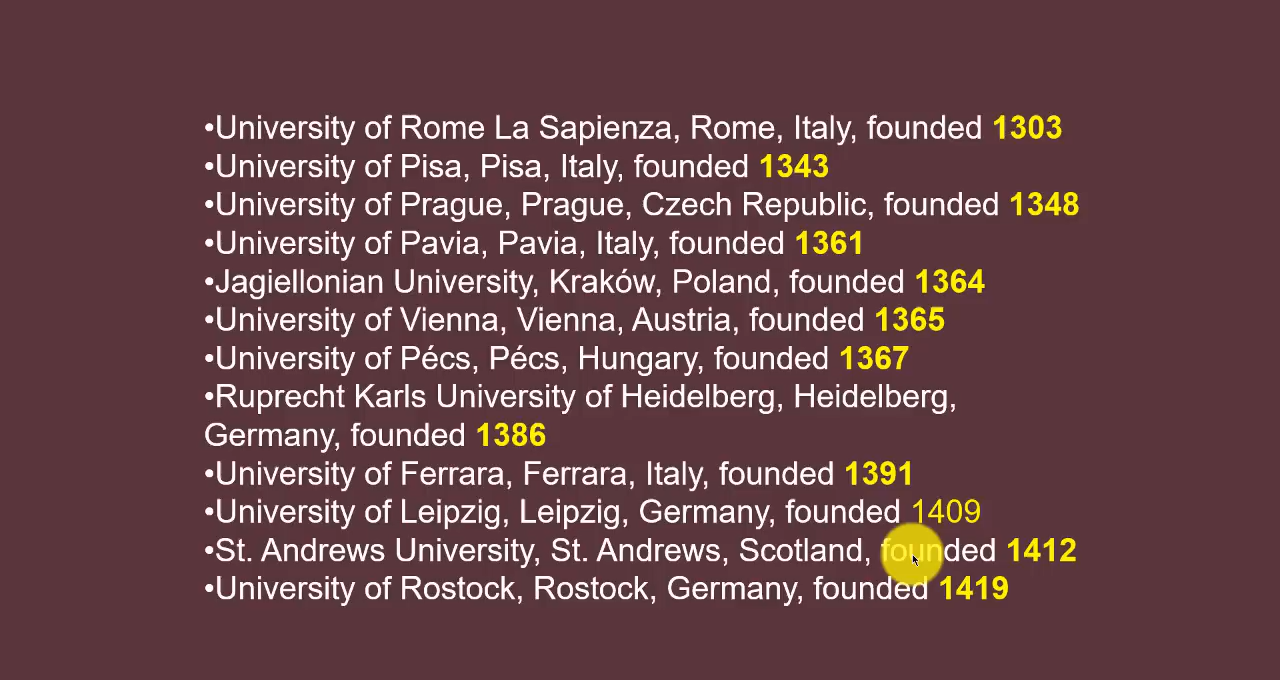 •University of Rome La Sapienza, Rome, Italy, founded 1303
•University of Pisa, Pisa, Italy, founded 1343
•University of Prague, Prague, Czech Republic, founded 1348
•University of Pavia, Pavia, Italy, founded 1361
•Jagiellonian University, Kraków, Poland, founded 1364
•University of Vienna, Vienna, Austria, founded 1365
•University of Pécs, Pécs, Hungary, founded 1367
•Ruprecht Karls University of Heidelberg, Heidelberg,
Germany, founded 1386
•University of Ferrara, Ferrara, Italy, founded 1391
•University of Leipzig, Leipzig, Germany, founded 1409
•St. Andrews University, St. Andrews, Scotland, founded 1412
•University of Rostock, Rostock, Germany, founded 1419